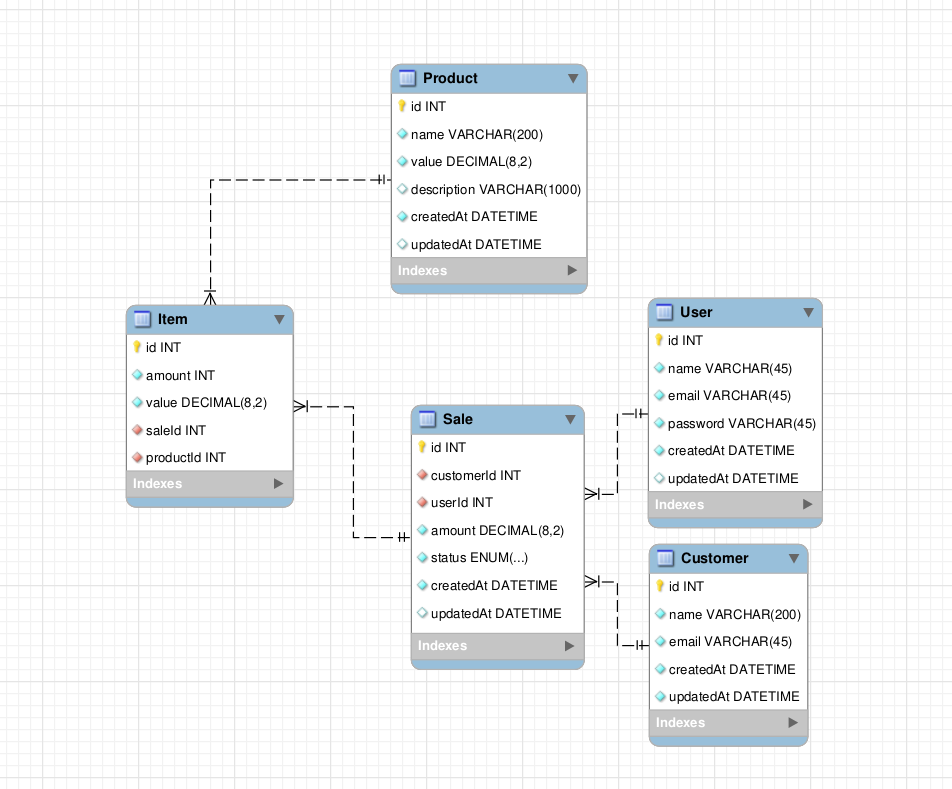 Product
id INT
name VARCHAR(200)
value DECIMAL(8,2)
description VARCHAR(1000)
createdAt DATETIME
updatedAt DATETIME
Indexes
Item
id INT
amount INT
value DECIMAL(8,2)
saleId INT
productId INT
Indexes
Sale
id INT
customerId INT
userId INT
amount DECIMAL(8,2)
status ENUM(...)
createdAt DATETIME
updatedAt DATETIME
Indexes
User
id INT
name VARCHAR(45)
email VARCHAR(45)
password VARCHAR(45)
createdAt DATETIME
updatedAt DATETIME
Indexes
Customer
id INT
name VARCHAR(200)
email VARCHAR(45)
createdAt DATETIME
updatedAt DATETIME
Indexes